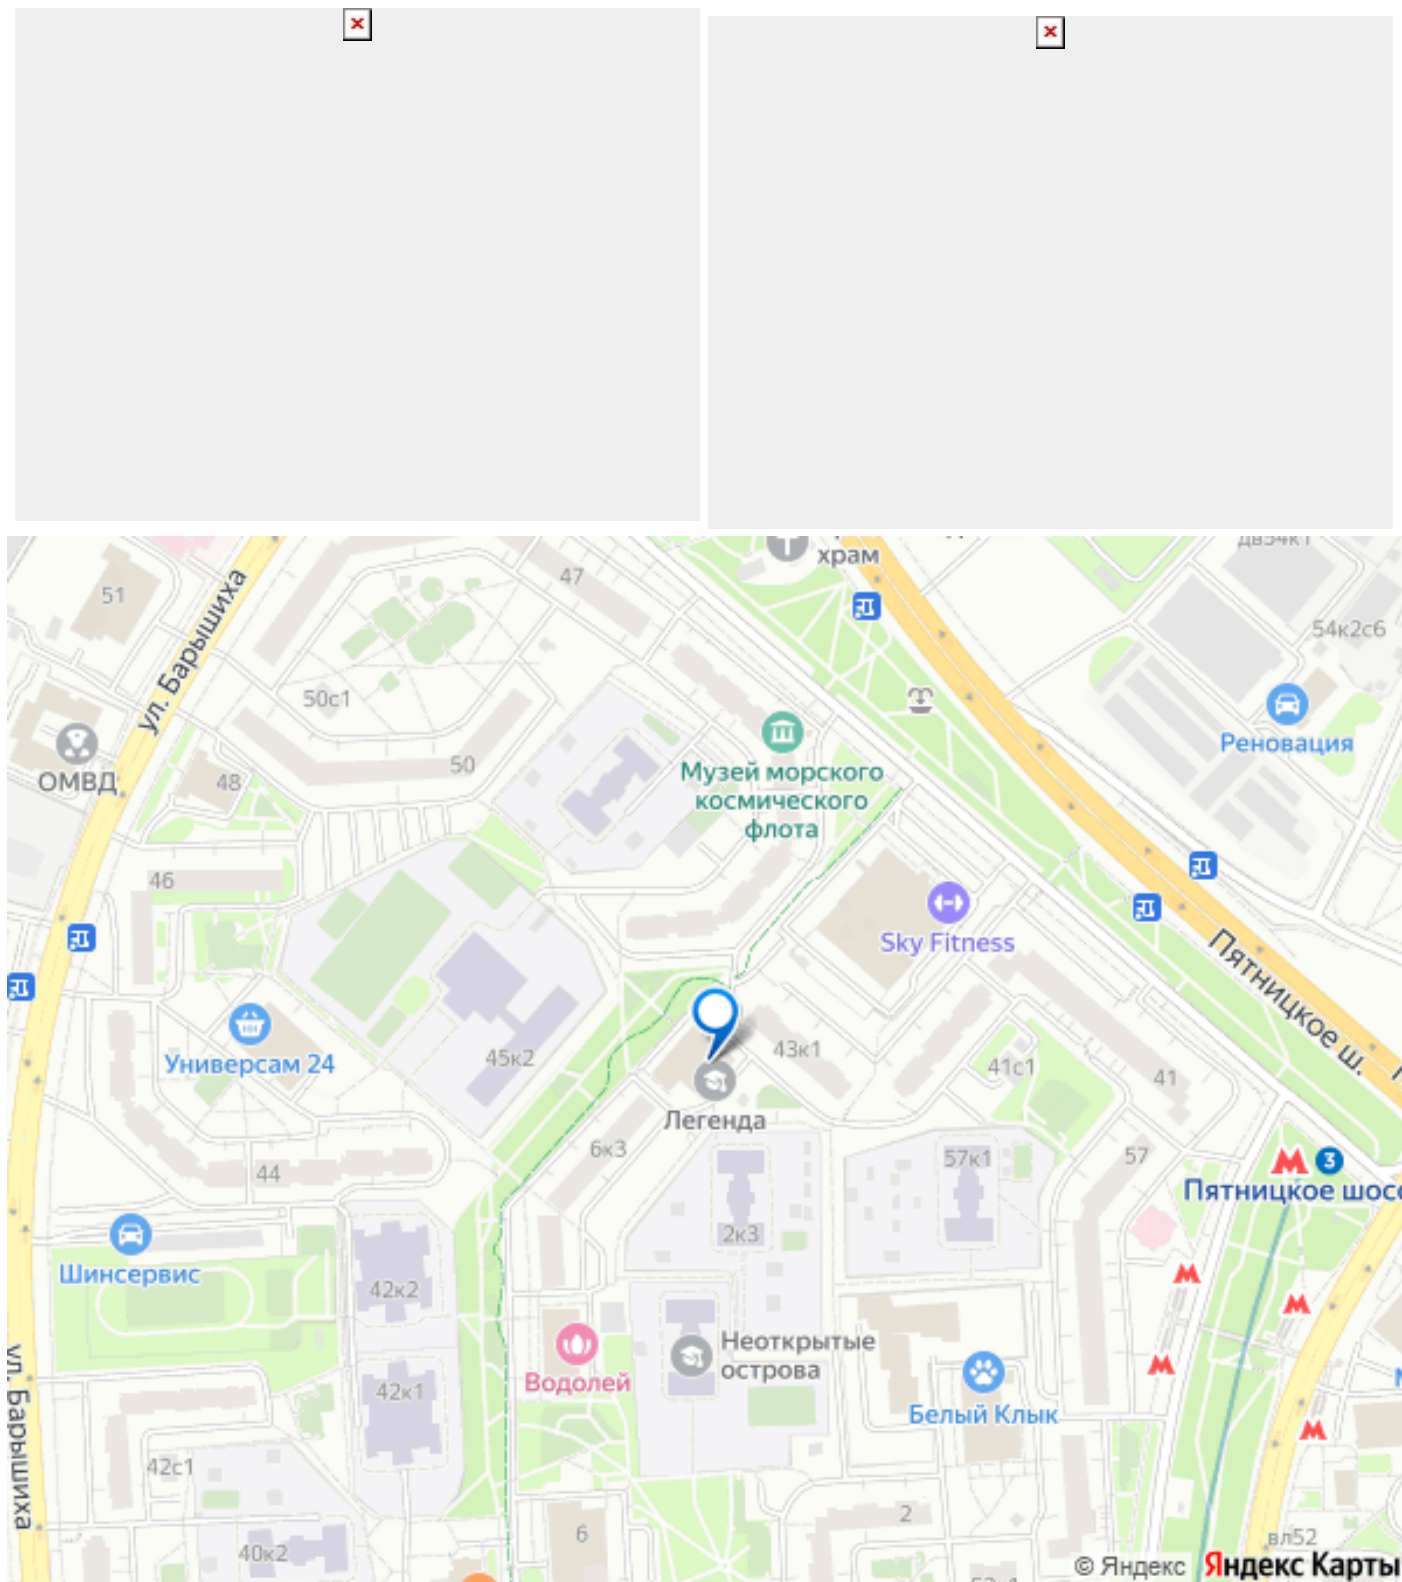 храм
дв54к1
47
51
ул. Барышиха
54к2с6
50с1
Реновация
ОМВД
48
50
Музей морского
космического
флота
46
Sky Fitness
Пятницкое ш.
Универсам 24
45к2
43к1
41с1
41
Легенда
6к3
44
57к1
57
3
Пятницкое шосс
2к3
Шинсервис
42к2
Неоткрытые
острова
Водолей
42к1
Белый Клык
ул. Барышиха
42с1
2
6
40к2
вл52
© Яндекс Яндекс Карты